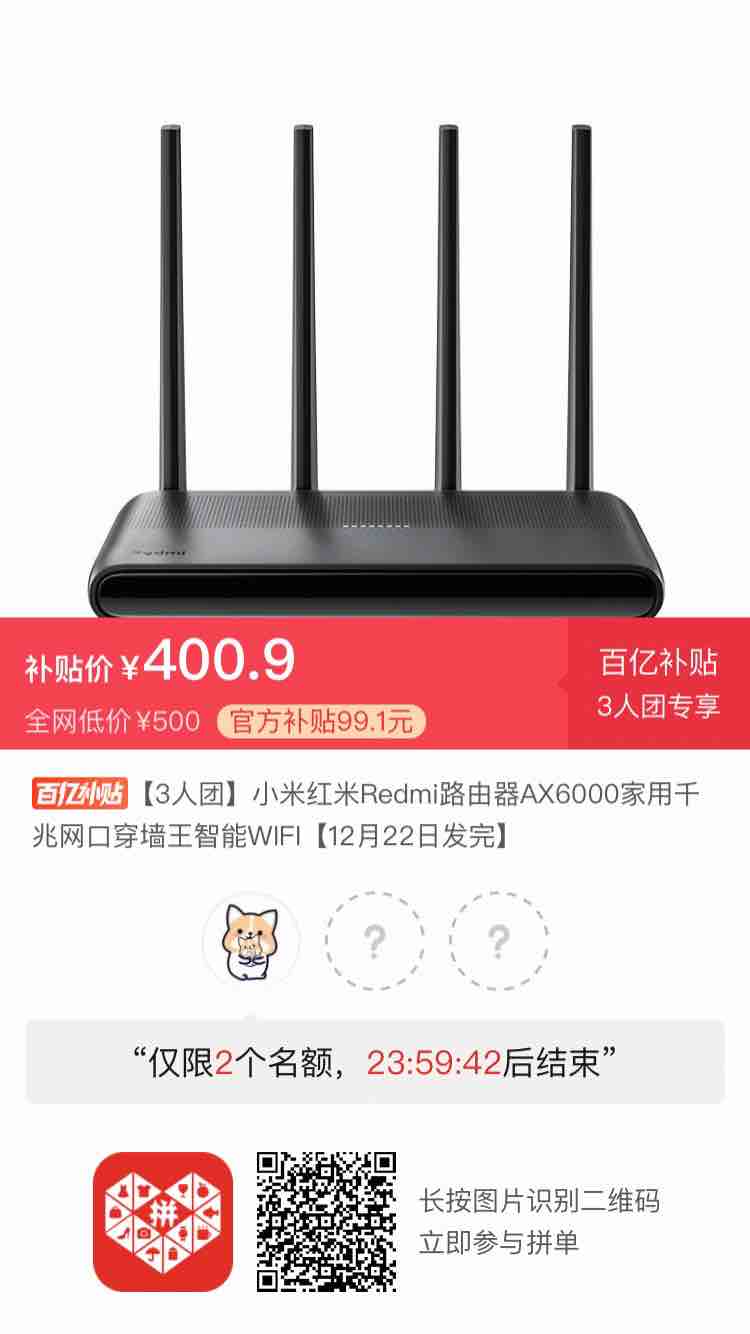 Redmi
补贴价¥400.9
百亿补贴
全网低价¥500 官方补贴99.1元
3人团专享
百亿补贴【3人团】小米红米Redmi路由器AX6000家用千
兆网口穿墙王智能WIFI【12月22日发完】
?
?
“仅限2个名额，23:59:42后结束”
拼
长按图片识别二维码
立即参与拼单